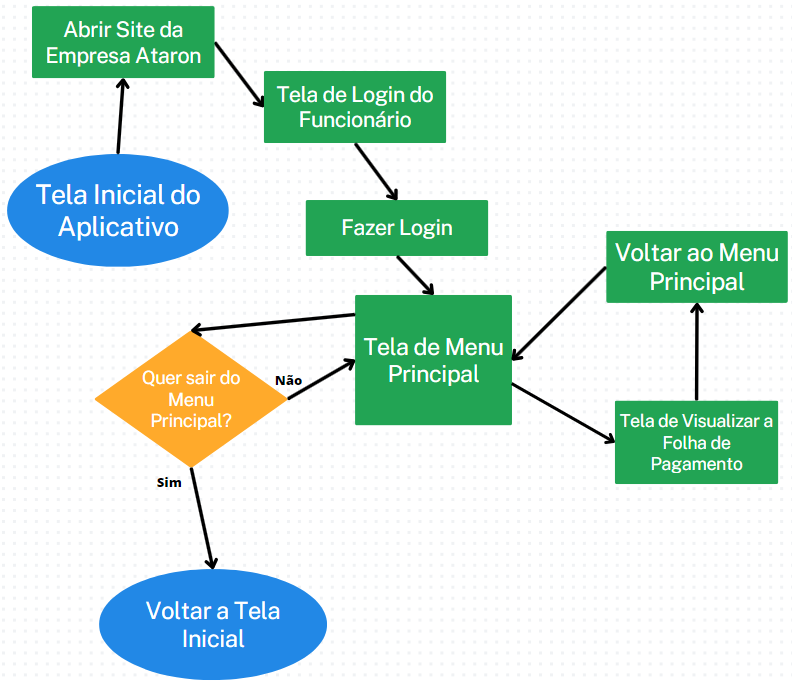 Abrir Site da
Empresa Ataron
Tela de Login do
Funcionário
Tela Inicial do
Aplicativo
Fazer Login
Voltar ao Menu
Principal
Tela de Menu
Principal
Quer sair do
Menu
Principal?
Não
Tela de Visualizar a
Folha de
Pagamento
Sim
Voltar a Tela
Inicial